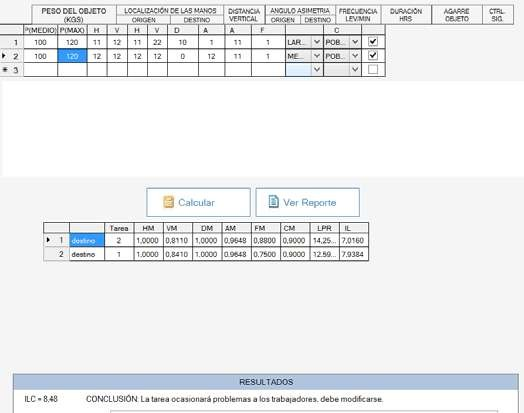 PESO DEL OBJETO (KGS) LOCALIZACIÓN DE LAS MANOS DISTANCIA VERTICAL ANGULO ASIMETRIA FRECUENCIA LEV/MIN DURACIÓN HRS AGARRE OBJETO CTRL. SIG.
ORIGEN DESTINO ORIGEN DESTINO
P(MEDIO) P(MAX) H V H V D A A F C
1 100 100 11 12 11 22 10 1 11 1 LAR... POB...
2 100 120 12 12 12 12 0 12 11 1 ME... POB...
3
Calcular Ver Reporte
Tarea HM VM DM AM FM CM LPR IL
1 destino 2 1,0000 0,8110 1,0000 0,9648 0,8800 0,9000 14,25... 7,0160
2 destino 1 1,0000 0,8410 1,0000 0,9648 0,7500 0,9000 12,59... 7,9384
RESULTADOS
ILC = 8,48 CONCLUSIÓN: La tarea ocasionará problemas a los trabajadores, debe modificarse.